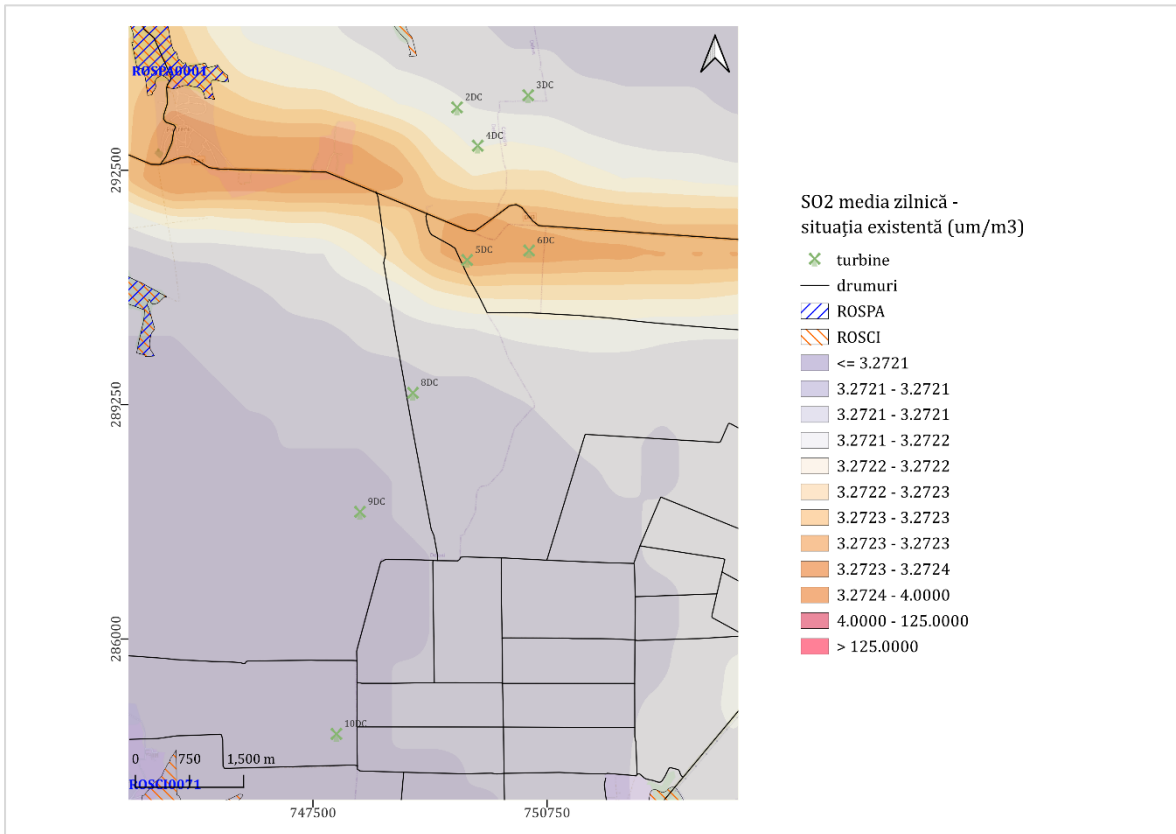 ROSPA0001
3DC
2DC
4DC
292500
6DC
5DC
8DC
289250
9DC
286000
10DC
0 750 1,500 m
ROSCI0071
747500 750750
SO2 media zilnică -
situația existentă (um/m3)
turbine
drumuri
ROSPA
ROSCI
<= 3.2721
3.2721 - 3.2721
3.2721 - 3.2721
3.2721 - 3.2722
3.2722 - 3.2722
3.2722 - 3.2723
3.2723 - 3.2723
3.2723 - 3.2723
3.2723 - 3.2724
3.2724 - 4.0000
4.0000 - 125.0000
> 125.0000